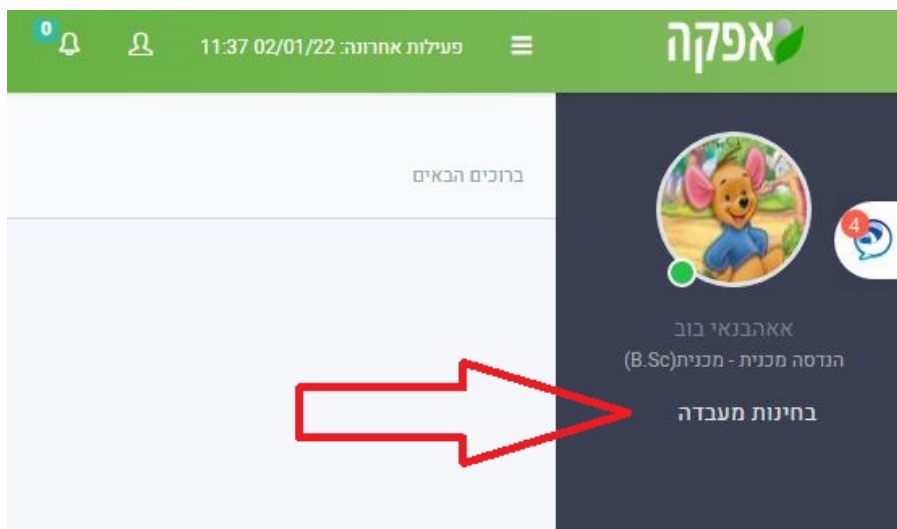 אפקה
פעילות אחרונה: 11:37 02/01/22
0
ברוכים הבאים
4
אאהבנאי בוב
הנדסה מכנית - מכנית(B.Sc)
בחינות מעבדה